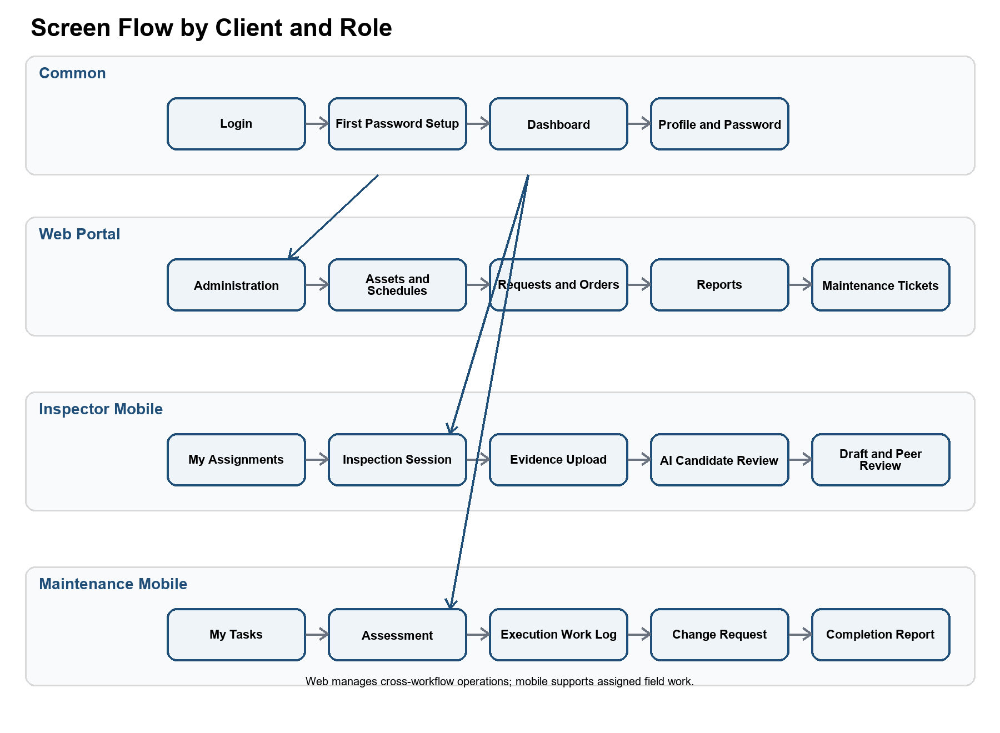 Screen Flow by Client and Role
Common
Login
First Password Setup
Dashboard
Profile and Password
Web Portal
Administration
Assets and
Schedules
Requests and Orders
Reports
Maintenance Tickets
Inspector Mobile
My Assignments
Inspection Session
Evidence Upload
AI Candidate Review
Draft and Peer
Review
Maintenance Mobile
My Tasks
Assessment
Execution Work Log
Change Request
Completion Report
Web manages cross-workflow operations; mobile supports assigned field work.